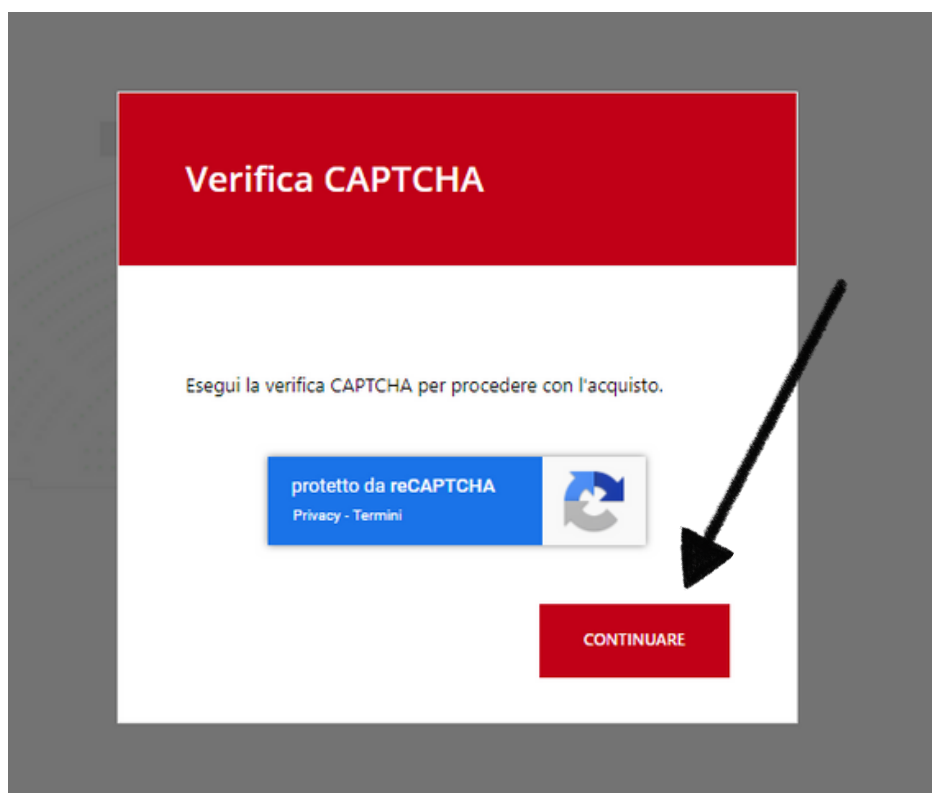 Verifica CAPTCHA
Esegui la verifica CAPTCHA per procedere con l'acquisto.
protetto da reCAPTCHA
Privacy - Termini
CONTINUARE